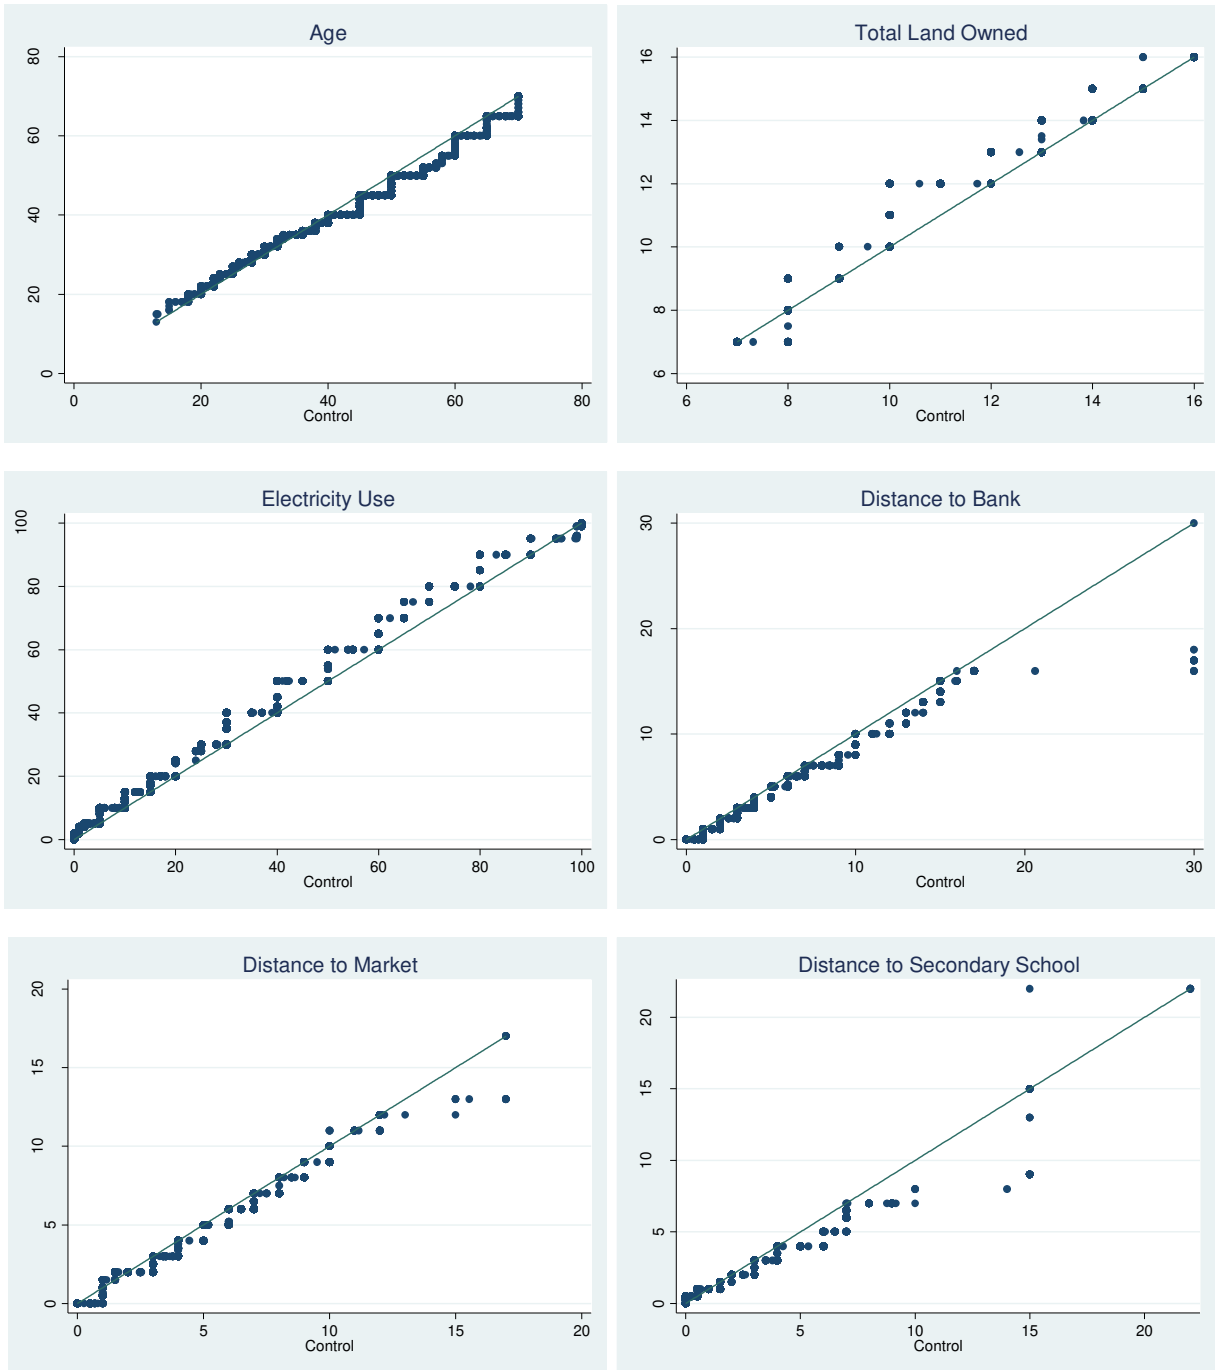 Age
80
60
40
20
0
0 20 40 60 80
Control
Total Land Owned
16
14
12
10
8
6
6 8 10 12 14 16
Control
Electricity Use
100
80
60
40
20
0
0 20 40 60 80 100
Control
Distance to Bank
30
20
10
0
0 10 20 30
Control
Distance to Market
20
15
10
5
0
0 5 10 15 20
Control
Distance to Secondary School
20
15
10
5
0
0 5 10 15 20
Control